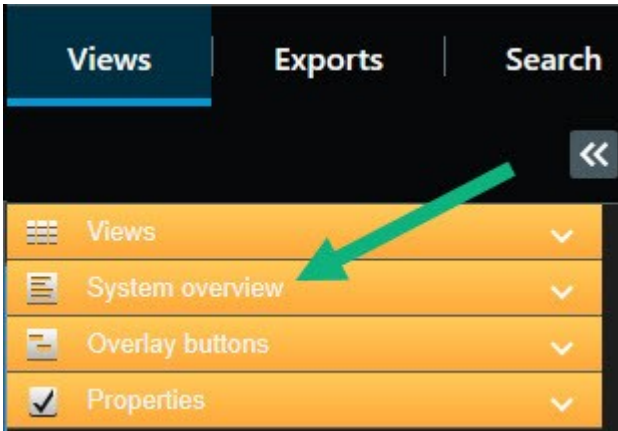 Views Exports Search
Views
System overview
Overlay buttons
Properties